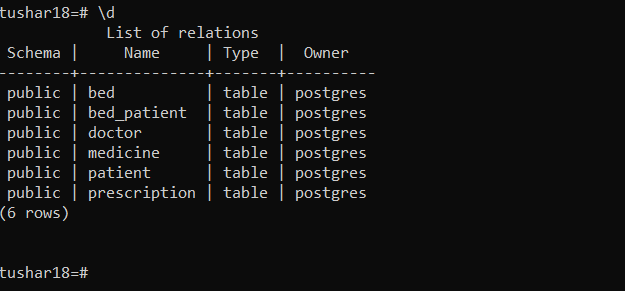 tushar18=# \d
             List of relations
 Schema |     Name     | Type  |  Owner
--------+--------------+-------+----------
 public | bed          | table | postgres
 public | bed_patient  | table | postgres
 public | doctor       | table | postgres
 public | medicine     | table | postgres
 public | patient      | table | postgres
 public | prescription | table | postgres
(6 rows)
tushar18=#